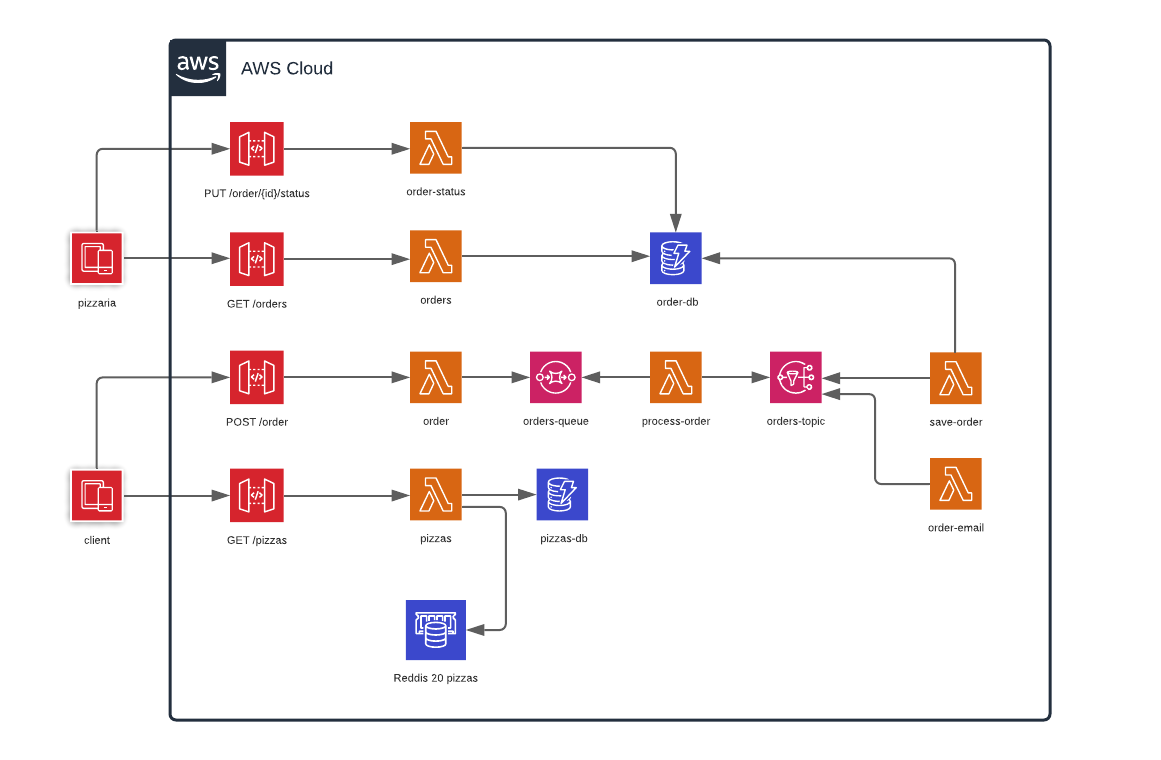 aws
AWS Cloud
PUT /order/{id}/status
order-status
pizzaria
GET /orders
orders
order-db
POST /order
order
orders-queue
process-order
orders-topic
save-order
client
GET /pizzas
pizzas
pizzas-db
order-email
Reddis 20 pizzas